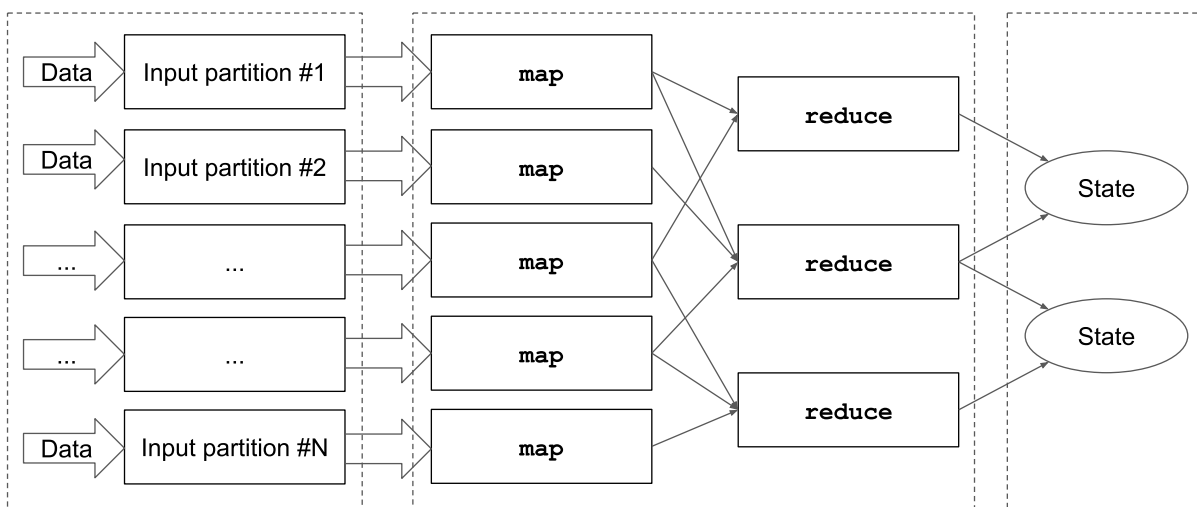 Data
Input partition #1
map
reduce
Data
Input partition #2
map
State
...
...
map
reduce
...
...
map
State
reduce
Data
Input partition #N
map